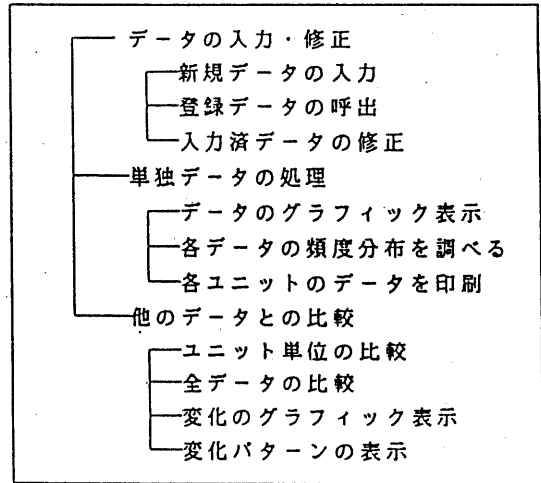 データの入力・修正
新規データの入力
登録データの呼出
入力済データの修正
単独データの処理
データのグラフィック表示
各データの頻度分布を調べる
各ユニットのデータを印刷
他のデータとの比較
ユニット単位の比較
全データの比較
変化のグラフィック表示
変化パターンの表示